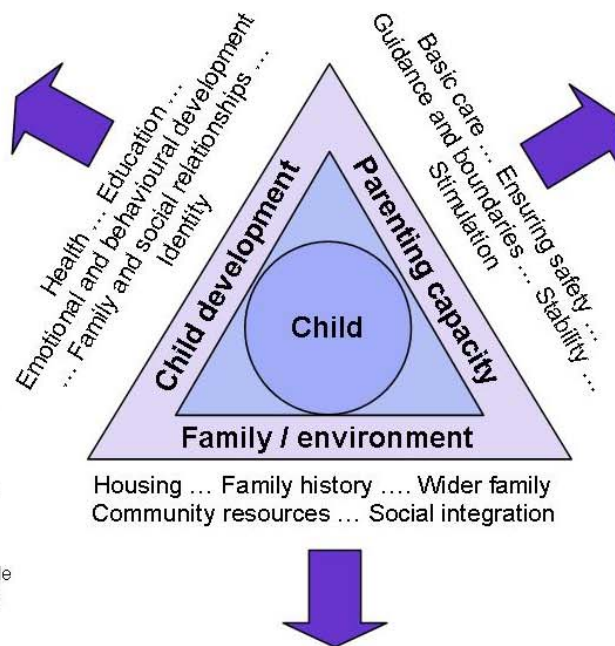 Health … Education …
Emotional and behavioural development
… Family and social relationships …
Identity
Basic care … Ensuring safety …
Guidance and boundaries … Stability …
Stimulation
Child development
Parenting capacity
Child
Family / environment
Housing … Family history …. Wider family
Community resources … Social integration